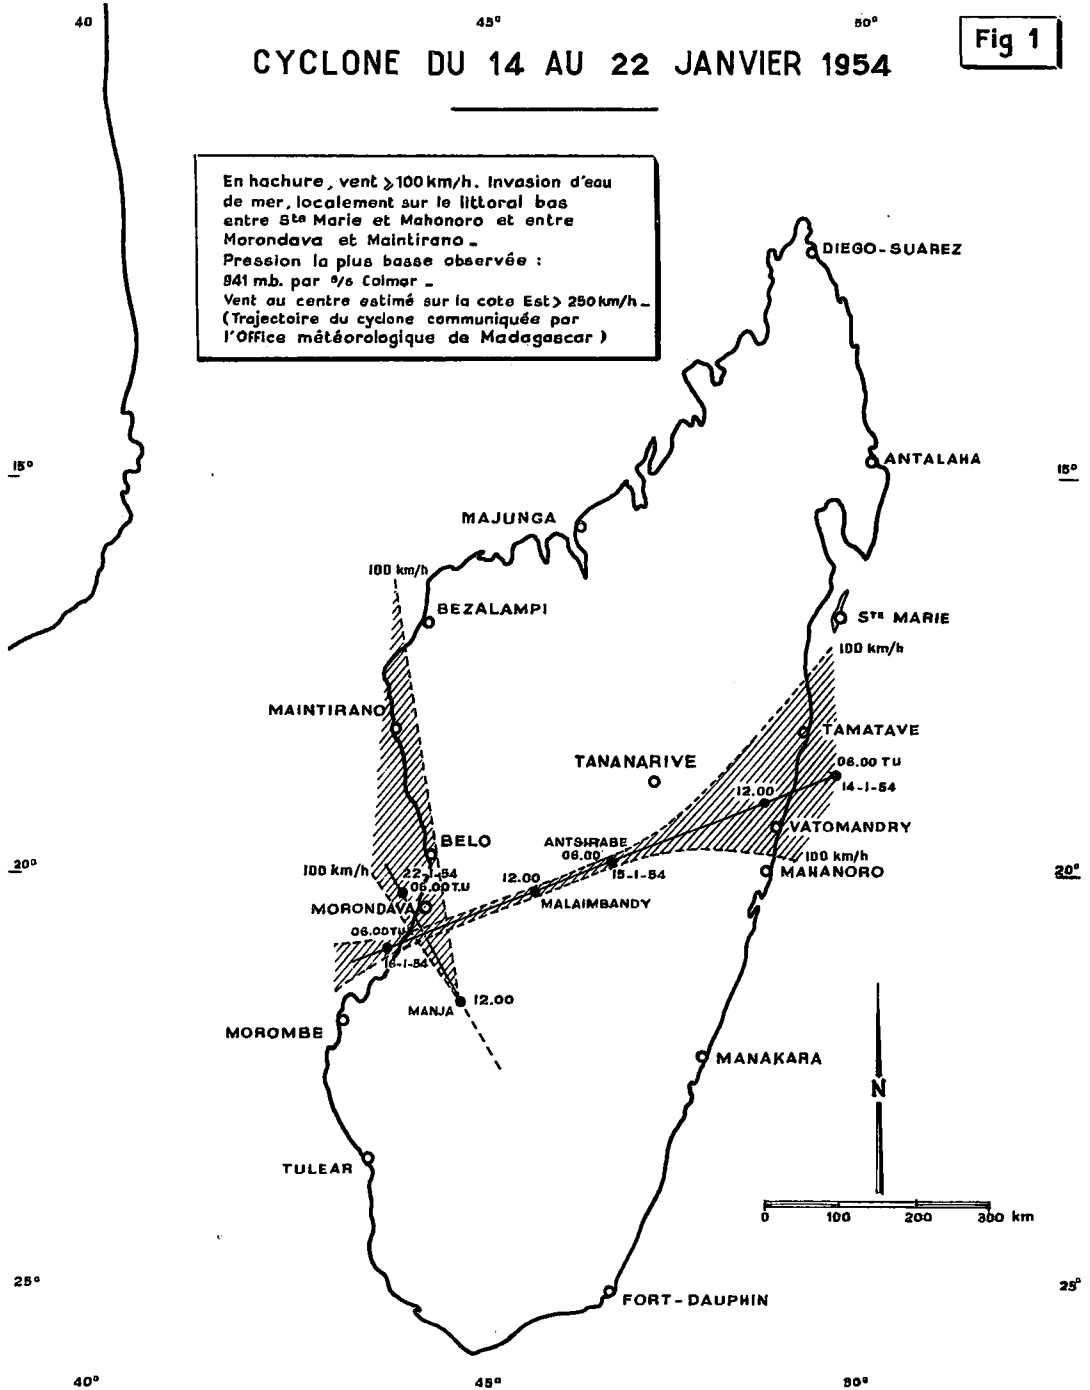 40
45°
50°
Fig 1
CYCLONE DU 14 AU 22 JANVIER 1954
En hachure, vent ⩾100 km/h. Invasion d'eau
de mer, localement sur le littoral bas
entre Ste Marie et Mahonoro et entre
Morondava et Maintirano _
Pression la plus basse observée :
941 m.b. par s/s Colmar _
Vent au centre estimé sur la cote Est > 250 km/h _
(Trajectoire du cyclone communiquée par
l'Office météorologique de Madagascar )
DIEGO-SUAREZ
ANTALAHA
15°
15°
MAJUNGA
100 km/h
BEZALAMPI
STE MARIE
100 km/h
MAINTIRANO
TAMATAVE
TANANARIVE
06.00 TU
14-1-54
12.00
VATOMANDRY
BELO
ANTSIRABE
06.00
100 km/h
20°
100 km/h
22-1-54
06.00 T.U
12.00
15-1-54
MAHANORO
20°
MALAIMBANDY
MORONDAVA
06.00 TU
16-1-54
MANJA
12.00
MOROMBE
MANAKARA
N
TULEAR
0 100 200 300 km
25°
25°
FORT-DAUPHIN
40°
45°
50°